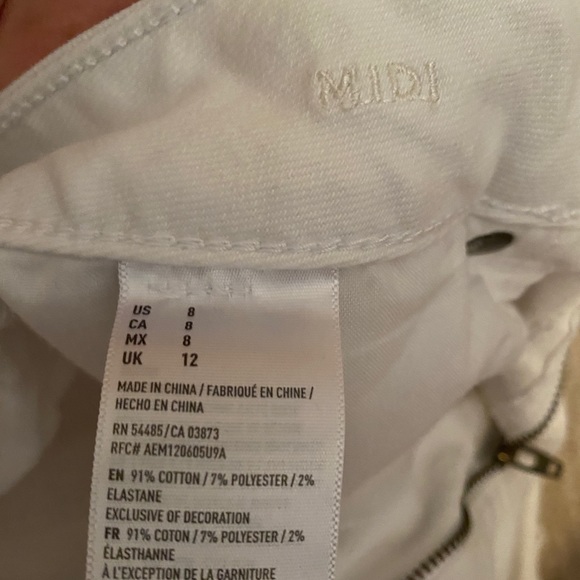 MIDI
US 8
CA 8
MX 8
UK 12
MADE IN CHINA / FABRIQUÉ EN CHINE /
HECHO EN CHINA
RN 54485 / CA 03873
RFC# AEM120605U9A
EN 91% COTTON / 7% POLYESTER / 2%
ELASTANE
EXCLUSIVE OF DECORATION
FR 91% COTON / 7% POLYESTER / 2%
ÉLASTHANNE
À L'EXCEPTION DE LA GARNITURE